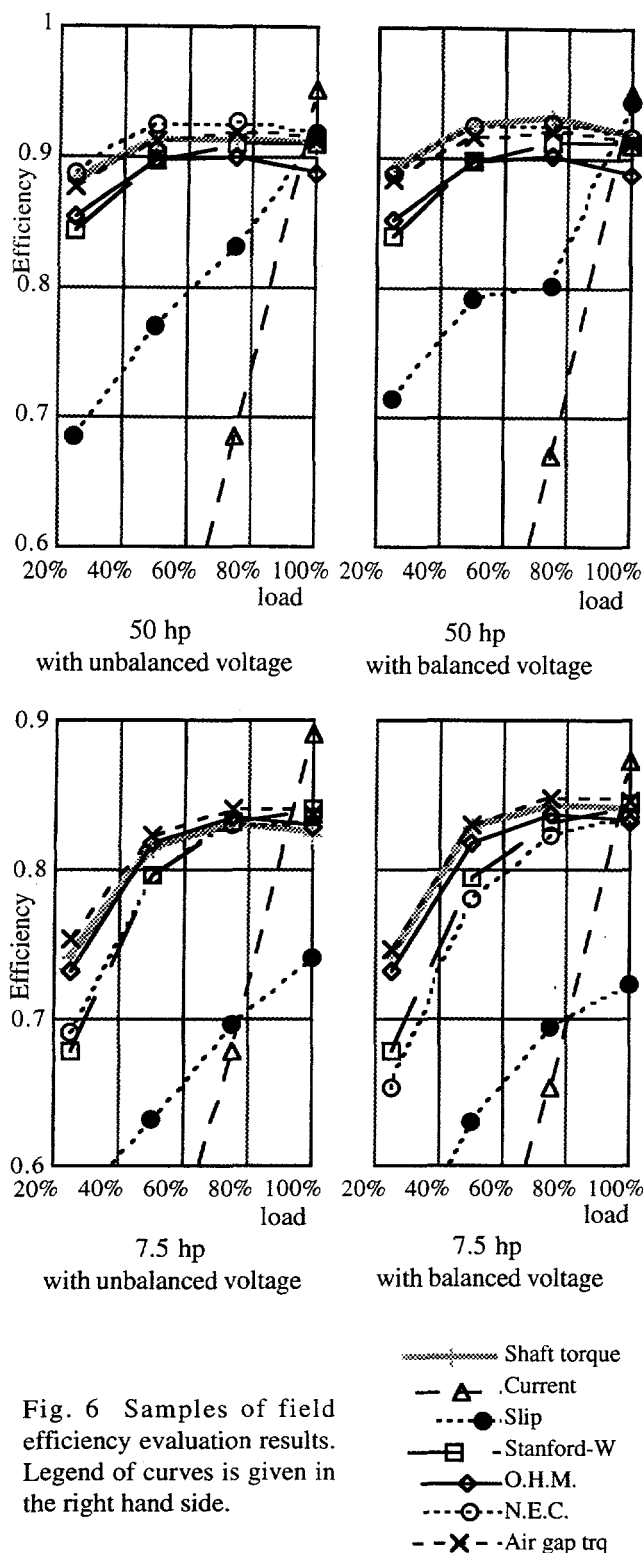 1
0.9
Efficiency
0.8
0.7
0.6
20% 40% 60% 80% 100%
load
50 hp
with unbalanced voltage
20% 40% 60% 80% 100%
load
50 hp
with balanced voltage
0.9
0.8
Efficiency
0.7
0.6
20% 40% 60% 80% 100%
load
7.5 hp
with unbalanced voltage
20% 40% 60% 80% 100%
load
7.5 hp
with balanced voltage
Fig. 6 Samples of field
efficiency evaluation results.
Legend of curves is given in
the right hand side.
Shaft torque
Current
Slip
Stanford-W
O.H.M.
N.E.C.
Air gap trq